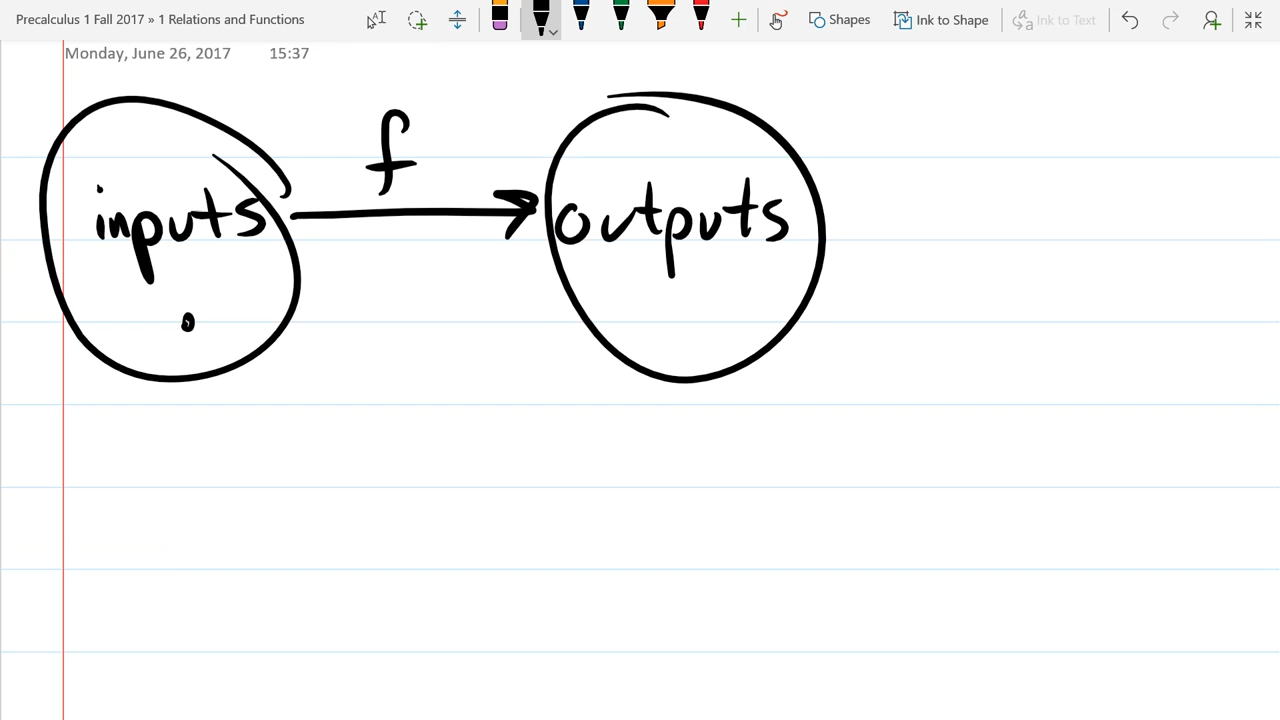 Precalculus 1 Fall 2017 » 1 Relations and Functions
Shapes
Ink to Shape
Ink to Text
Monday, June 26, 2017 15:37
f
inputs
outputs